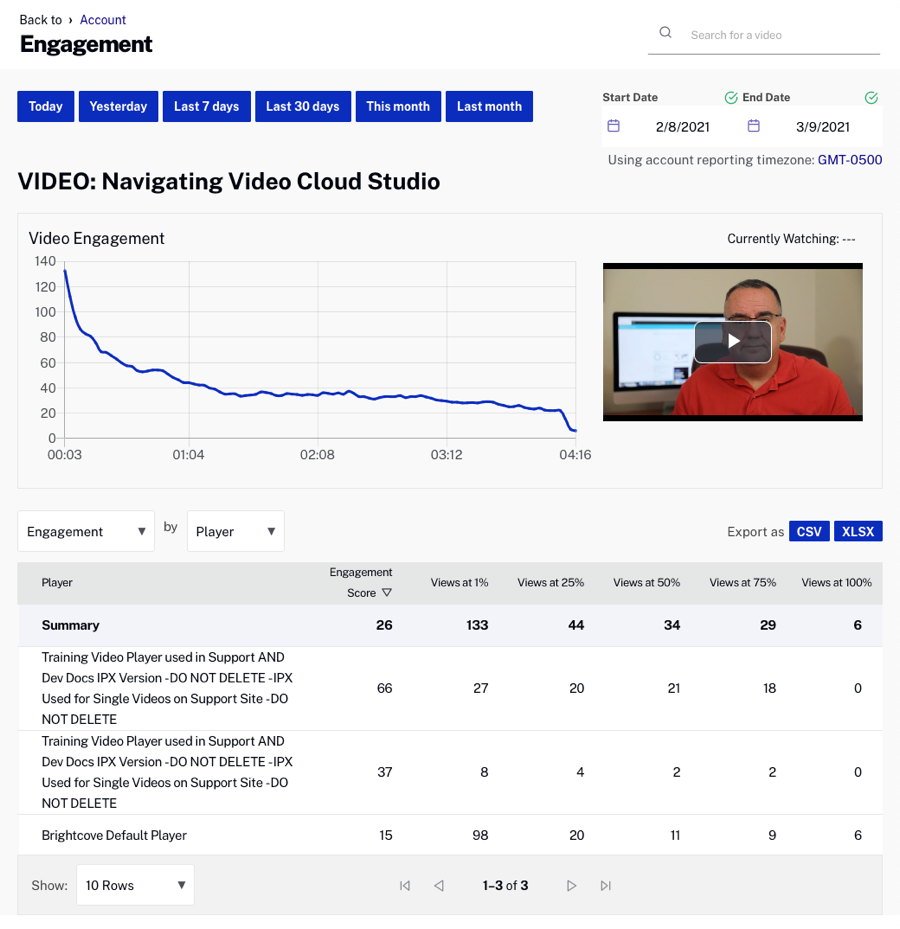 Back to › Account
Engagement
Search for a video
Today Yesterday Last 7 days Last 30 days This month Last month
Start Date End Date
2/8/2021 3/9/2021
Using account reporting timezone: GMT-0500
VIDEO: Navigating Video Cloud Studio
Video Engagement
Currently Watching: ---
140
120
100
80
60
40
20
0
00:03 01:04 02:08 03:12 04:16
Engagement by Player
Export as CSV XLSX
Player Engagement Score Views at 1% Views at 25% Views at 50% Views at 75% Views at 100%
Summary 26 133 44 34 29 6
Training Video Player used in Support AND
Dev Docs IPX Version -DO NOT DELETE -IPX
Used for Single Videos on Support Site -DO
NOT DELETE
66 27 20 21 18 0
Training Video Player used in Support AND
Dev Docs IPX Version -DO NOT DELETE -IPX
Used for Single Videos on Support Site -DO
NOT DELETE
37 8 4 2 2 0
Brightcove Default Player 15 98 20 11 9 6
Show: 10 Rows 1–3 of 3